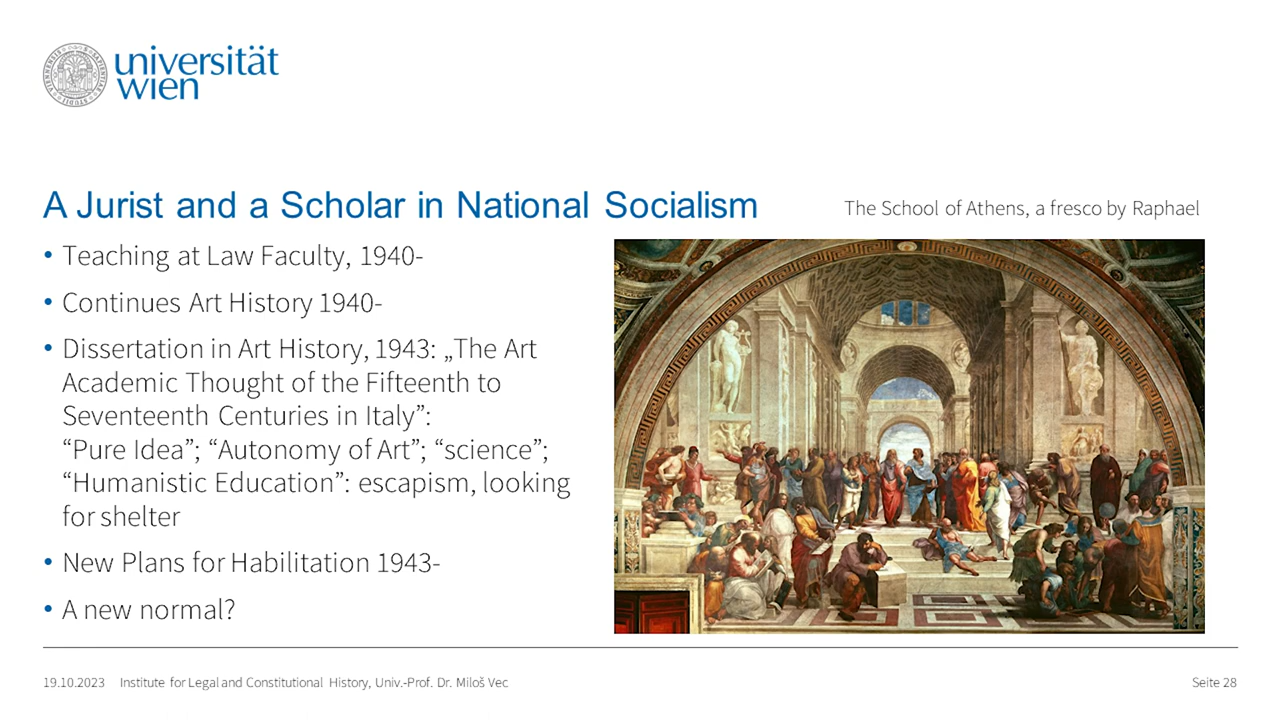 universität
wien
A Jurist and a Scholar in National Socialism
The School of Athens, a fresco by Raphael
• Teaching at Law Faculty, 1940-
• Continues Art History 1940-
• Dissertation in Art History, 1943: „The Art
Academic Thought of the Fifteenth to
Seventeenth Centuries in Italy”:
“Pure Idea”; “Autonomy of Art”; “science”;
“Humanistic Education”: escapism, looking
for shelter
• New Plans for Habilitation 1943-
• A new normal?
19.10.2023 Institute for Legal and Constitutional History, Univ.-Prof. Dr. Miloš Vec
Seite 28